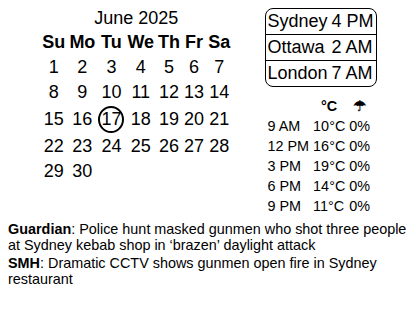 June 2025
Su Mo Tu We Th Fr Sa
1 2 3 4 5 6 7
8 9 10 11 12 13 14
15 16 17 18 19 20 21
22 23 24 25 26 27 28
29 30
Sydney 4 PM
Ottawa 2 AM
London 7 AM
°C ☂
9 AM 10°C 0%
12 PM 16°C 0%
3 PM 19°C 0%
6 PM 14°C 0%
9 PM 11°C 0%
Guardian: Police hunt masked gunmen who shot three people
at Sydney kebab shop in ‘brazen’ daylight attack
SMH: Dramatic CCTV shows gunmen open fire in Sydney
restaurant